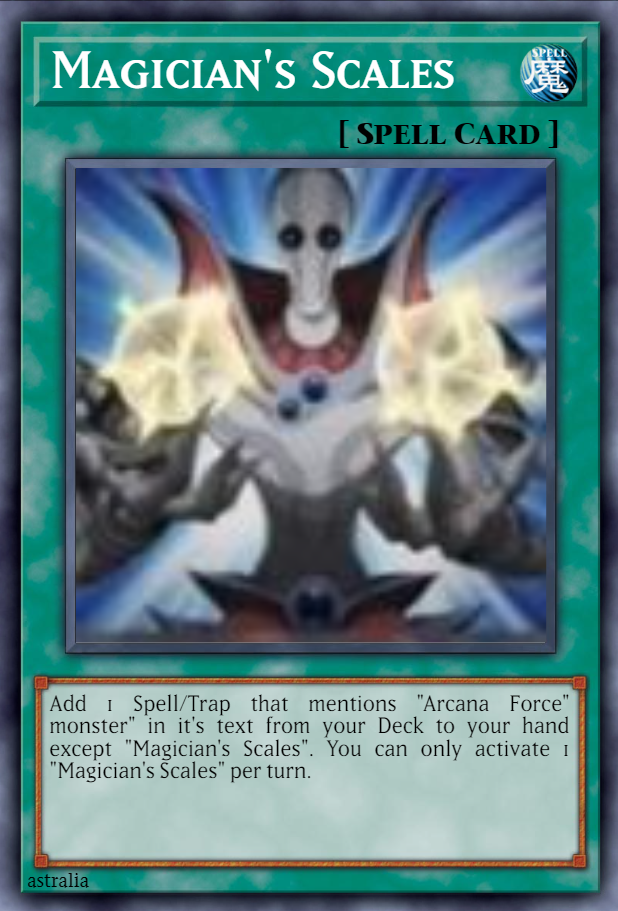 Magician's Scales
SPELL
魔
[ Spell Card ]
Add 1 Spell/Trap that mentions "Arcana Force"
monster" in it's text from your Deck to your hand
except "Magician's Scales". You can only activate 1
"Magician's Scales" per turn.
astralia